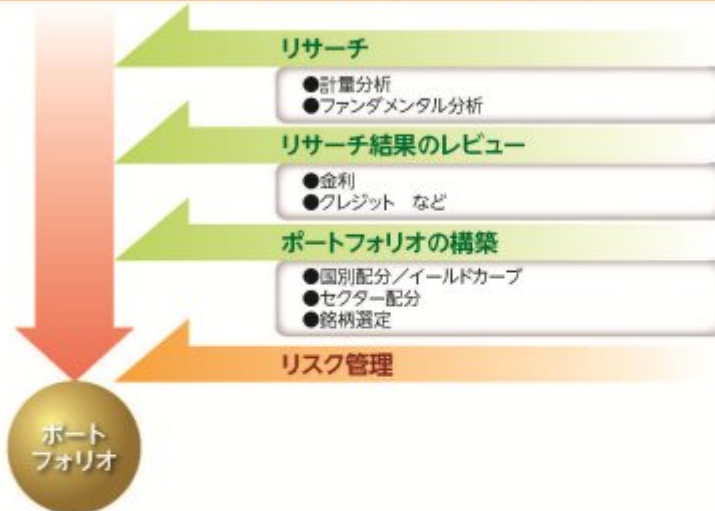 リサーチ
●計量分析
●ファンダメンタル分析
リサーチ結果のレビュー
●金利
●クレジット　など
ポートフォリオの構築
●国別配分／イールドカーブ
●セクター配分
●銘柄選定
リスク管理
ポート
フォリオ